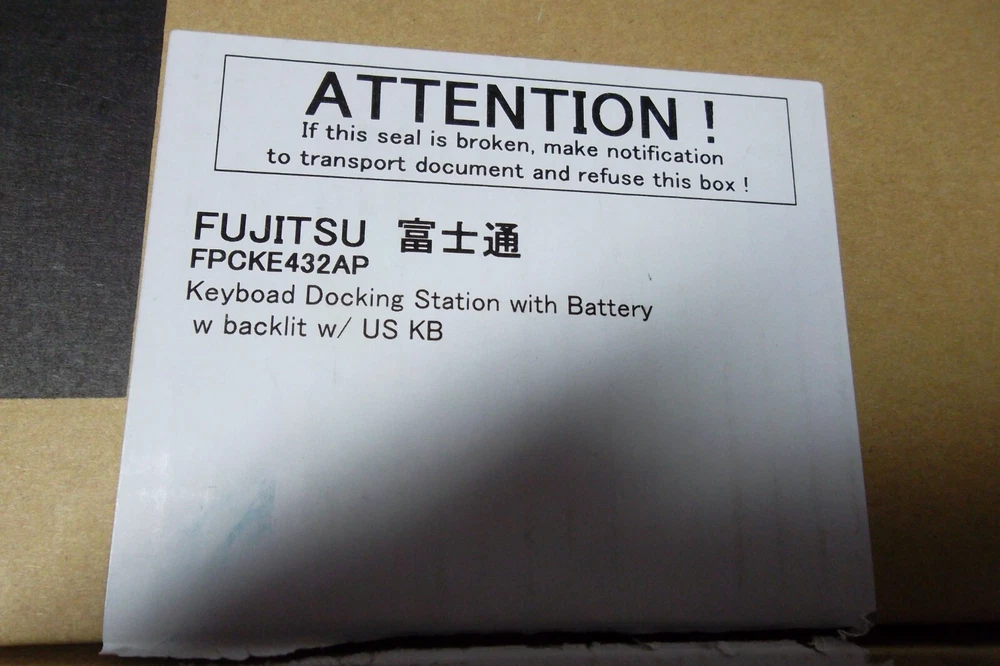 ATTENTION !
If this seal is broken, make notification
to transport document and refuse this box !
FUJITSU 富士通
FPCKE432AP
Keyboad Docking Station with Battery
w backlit w/ US KB